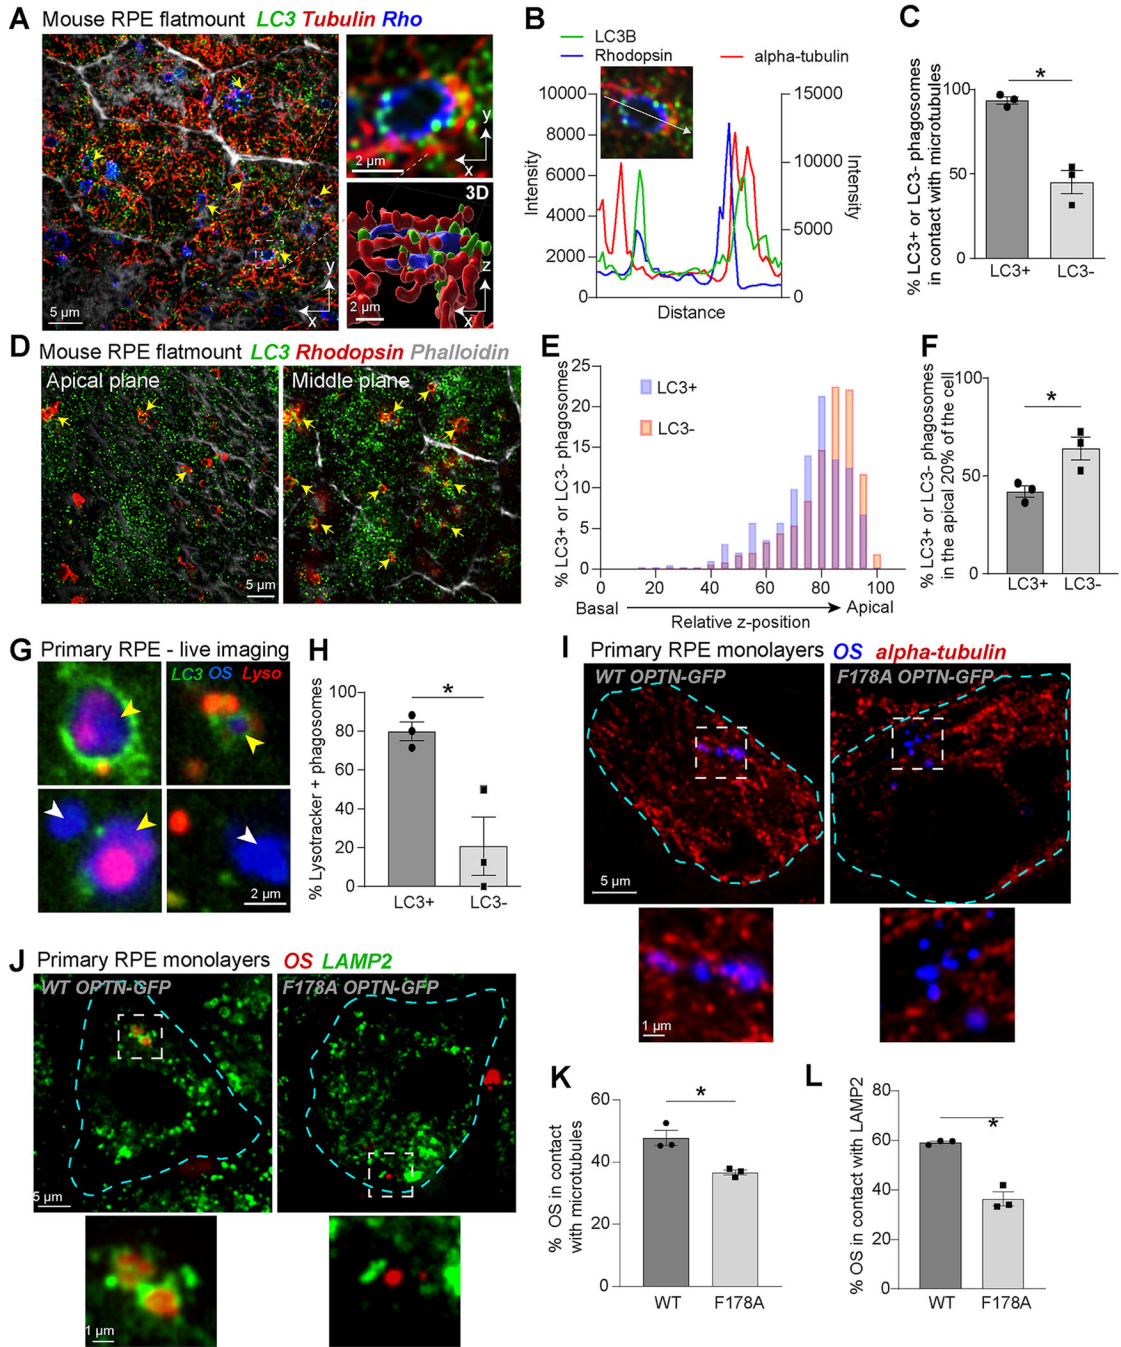 A Mouse RPE flatmount LC3 Tubulin Rho
y
x
2 µm
3D
z
x
2 µm
y
x
5 µm
B
LC3B
Rhodopsin
alpha-tubulin
10000
8000
6000
4000
2000
0
Intensity
15000
10000
5000
0
Intensity
Distance
C
% LC3+ or LC3- phagosomes
in contact with microtubules
100
50
0
*
LC3+ LC3-
D Mouse RPE flatmount LC3 Rhodopsin Phalloidin
Apical plane
Middle plane
5 µm
5 µm
E
% LC3+ or LC3- phagosomes
25
20
15
10
5
0
LC3+
LC3-
0 20 40 60 80 100
Basal
Apical
Relative z-position
F
% LC3+ or LC3- phagosomes
in the apical 20% of the cell
100
50
0
*
LC3+ LC3-
G Primary RPE - live imaging
LC3 OS Lyso
2 µm
H
% Lysotracker + phagosomes
100
80
60
40
20
0
*
LC3+ LC3-
I Primary RPE monolayers OS alpha-tubulin
WT OPTN-GFP
F178A OPTN-GFP
5 µm
1 µm
J Primary RPE monolayers OS LAMP2
WT OPTN-GFP
F178A OPTN-GFP
5 µm
1 µm
K
% OS in contact
with microtubules
60
40
20
0
*
WT F178A
L
% OS in contact with LAMP2
80
60
40
20
0
*
WT F178A